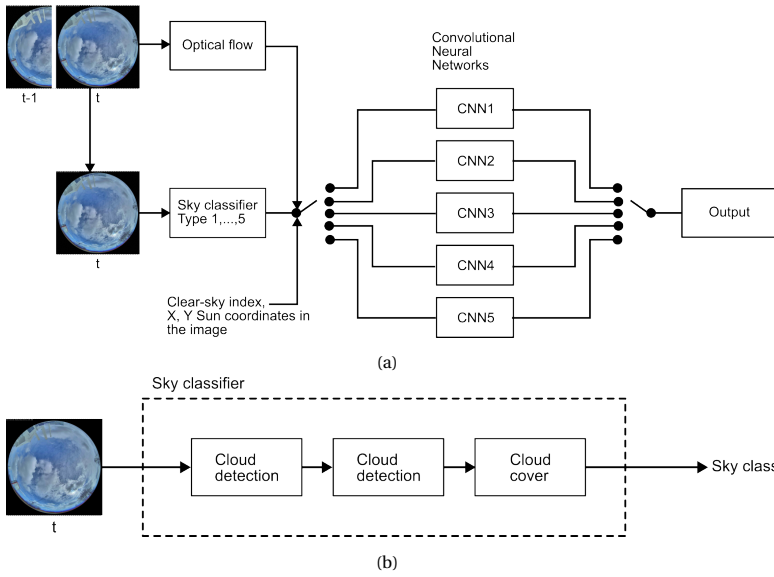 t-1
t
Optical flow
Convolutional
Neural
Networks
CNN1
CNN2
CNN3
CNN4
CNN5
Output
t
Sky classifier
Type 1,...,5
Clear-sky index,
X, Y Sun coordinates in
the image
(a)
Sky classifier
t
Cloud
detection
Cloud
detection
Cloud
cover
Sky class
(b)